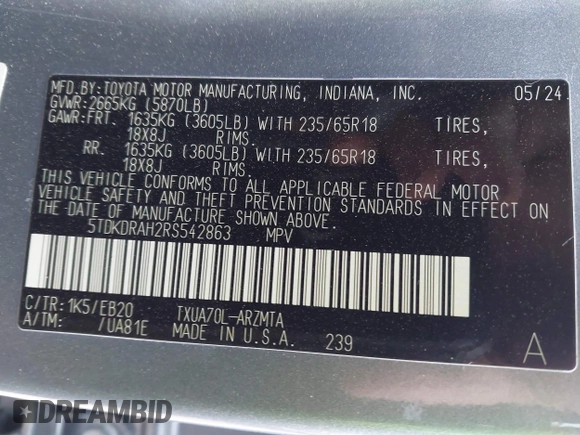 MFD.BY:TOYOTA MOTOR MANUFACTURING, INDIANA, INC. 05/24
GVWR:2665KG (5870LB)
GAWR:FRT. 1635KG (3605LB) WITH 235/65R18 TIRES,
18X8J RIMS.
RR. 1635KG (3605LB) WITH 235/65R18 TIRES,
18X8J RIMS.
THIS VEHICLE CONFORMS TO ALL APPLICABLE FEDERAL MOTOR
VEHICLE SAFETY AND THEFT PREVENTION STANDARDS IN EFFECT ON
THE DATE OF MANUFACTURE SHOWN ABOVE.
5TDKDRAH2RS542863 MPV
C/TR:1K5/EB20 TXUA70L-ARZMTA
A/TM: /UA81E MADE IN U.S.A. 239 A
DREAMBID